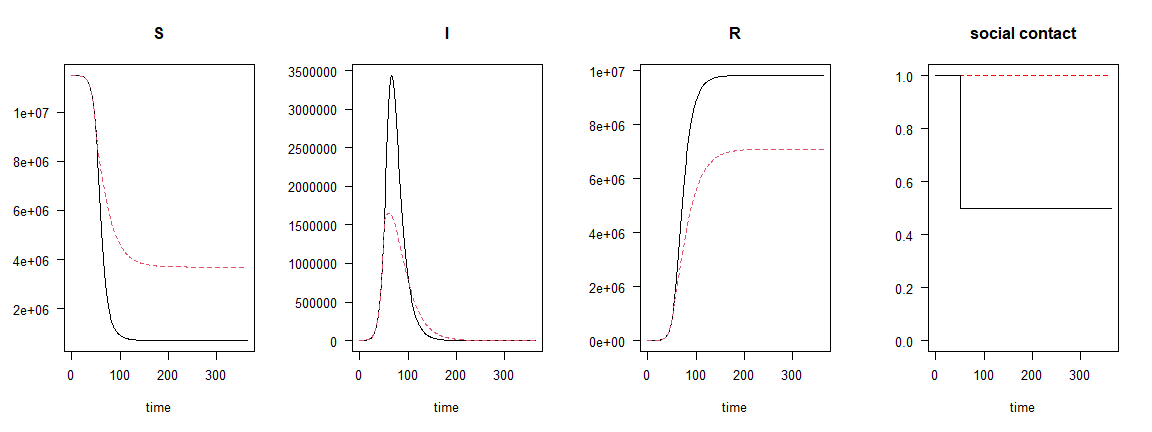 S
1e+07
8e+06
6e+06
4e+06
2e+06
0 100 200 300
time
I
3500000
3000000
2500000
2000000
1500000
1000000
500000
0
0 100 200 300
time
R
1e+07
8e+06
6e+06
4e+06
2e+06
0e+00
0 100 200 300
time
social contact
1.0
0.8
0.6
0.4
0.2
0.0
0 100 200 300
time